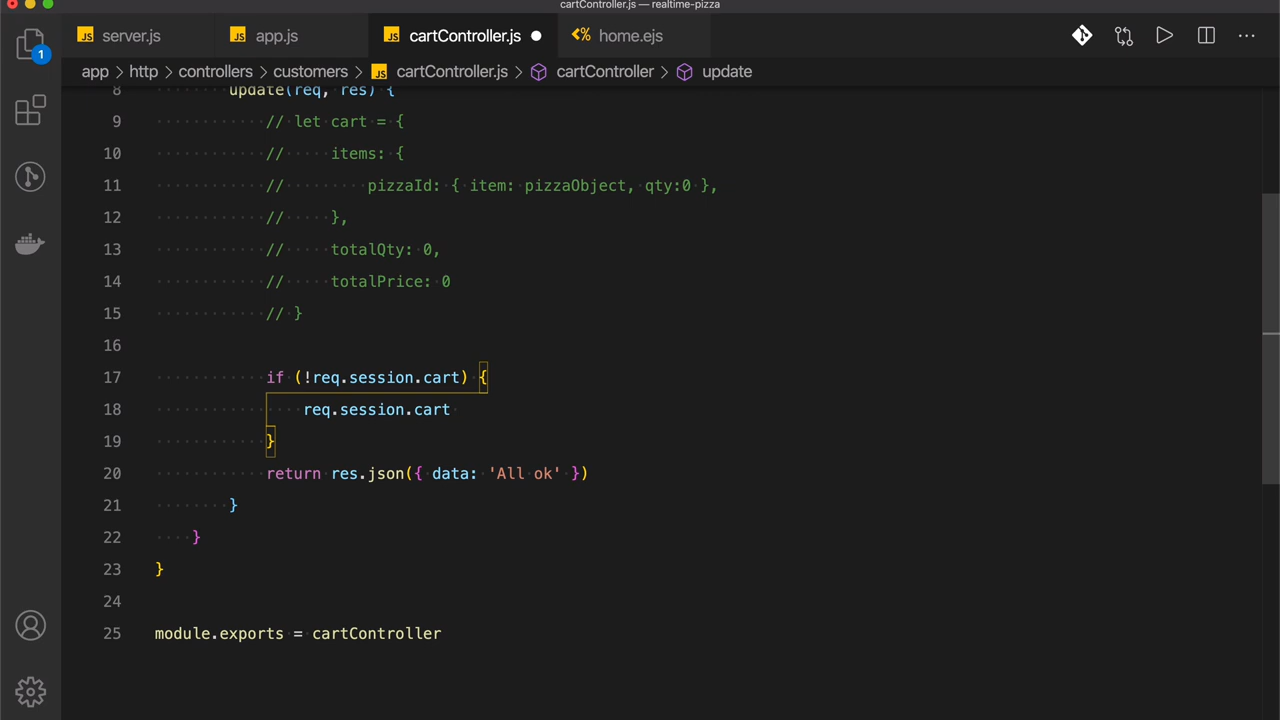 cartController.js — realtime-pizza
JS server.js JS app.js JS cartController.js <% home.ejs
1
app > http > controllers > customers > JS cartController.js > cartController > update
8 update(req, res) {
9 // let cart = {
10 // items: {
11 // pizzaId: { item: pizzaObject, qty:0 },
12 // },
13 // totalQty: 0,
14 // totalPrice: 0
15 // }
16
17 if (!req.session.cart) {
18 req.session.cart
19 }
20 return res.json({ data: 'All ok' })
21 }
22 }
23 }
24
25 module.exports = cartController